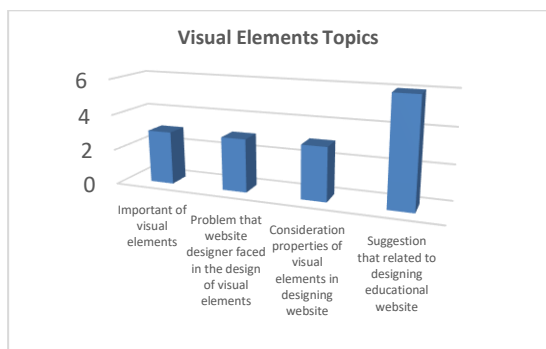 Visual Elements Topics
6
4
2
0
Important of
visual
elements
Problem that
website
designer faced
in the design
of visual
elements
Consideration
properties of
visual
elements in
designing
website
Suggestion
that related to
designing
educational
website